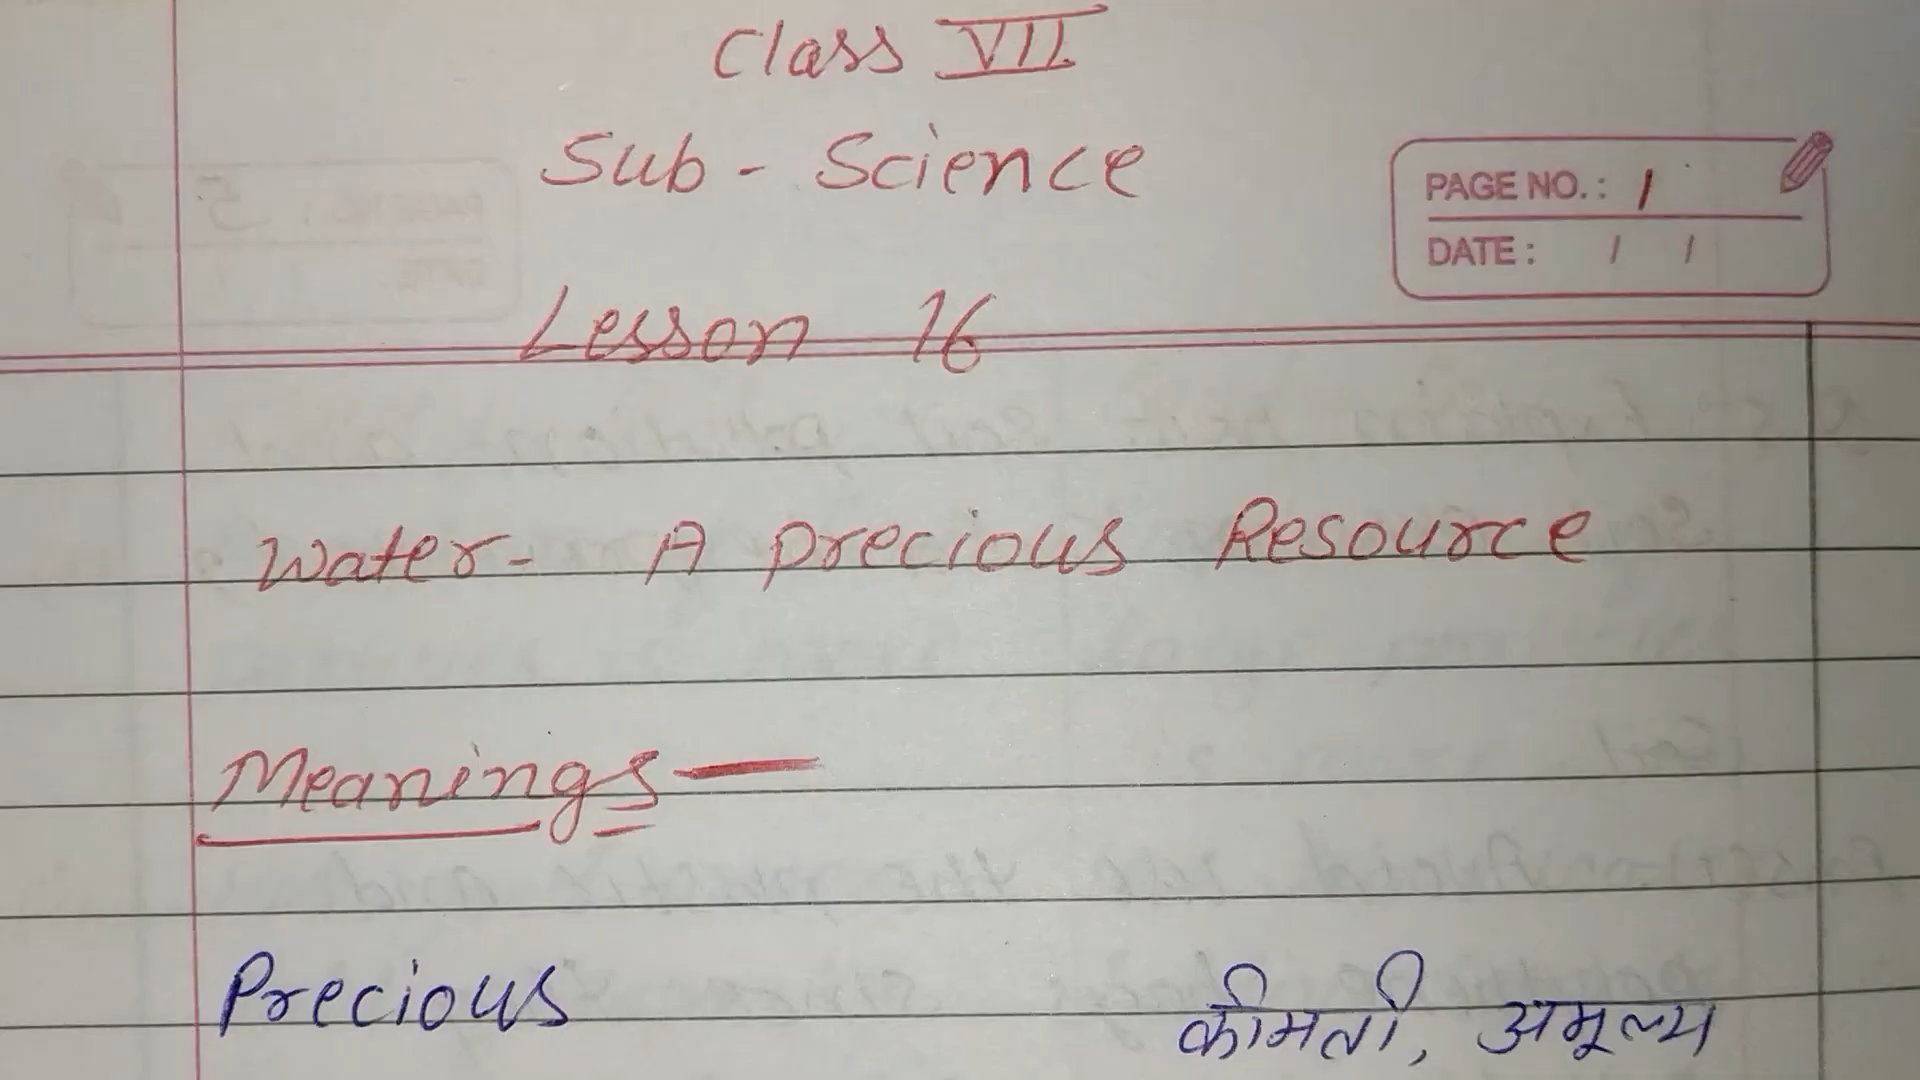 Class VII
Sub - Science
PAGE NO.: 1
DATE: / /
Lesson 16
Water - A Precious Resource
Meanings —
Precious कीमती, अमूल्य